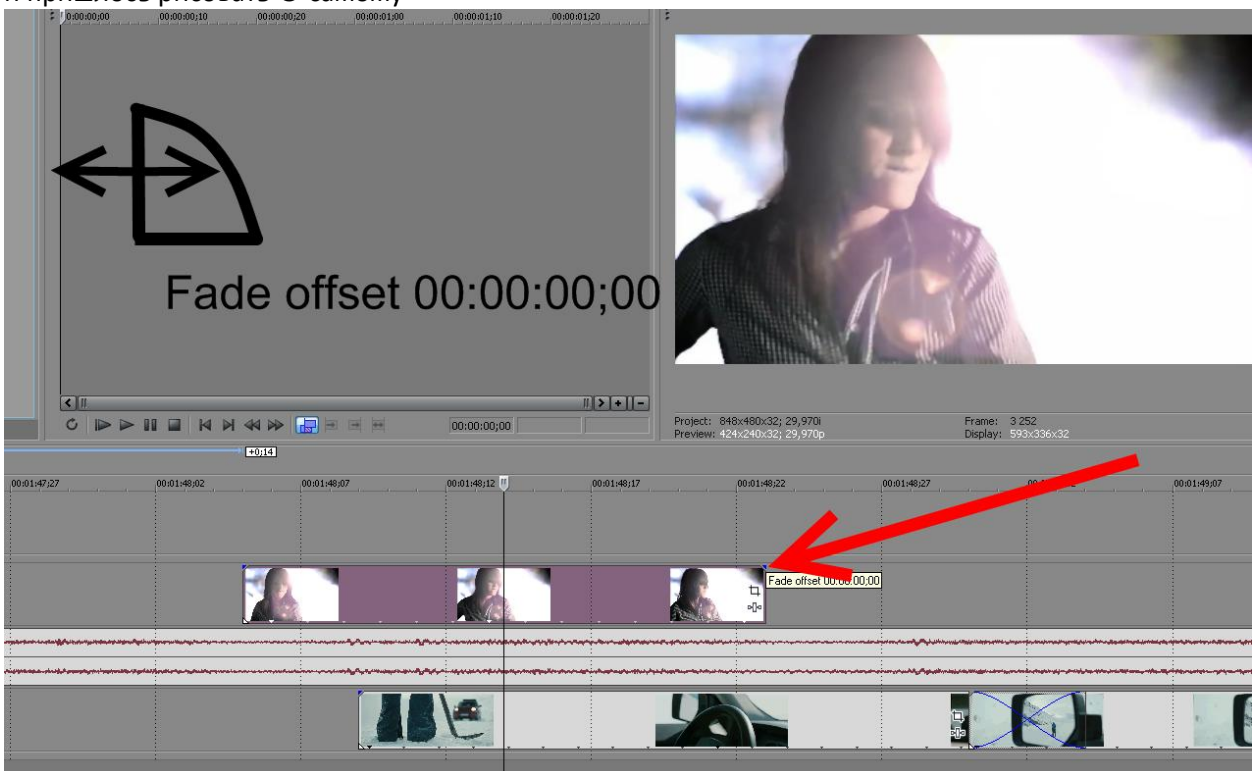 0:00:00;00 00:00:00;10 00:00:00;20 00:00:01;00 00:00:01;10 00:00:01;20
Fade offset 00:00:00;00
00:00:00;00
Project: 848x480x32; 29,970i
Preview: 424x240x32; 29,970p
Frame: 3 252
Display: 593x336x32
+0;14
00:01:47;27 00:01:48;02 00:01:48;07 00:01:48;12 00:01:48;17 00:01:48;22 00:01:48;27 00:01:49;07
Fade offset 00:00:00;00